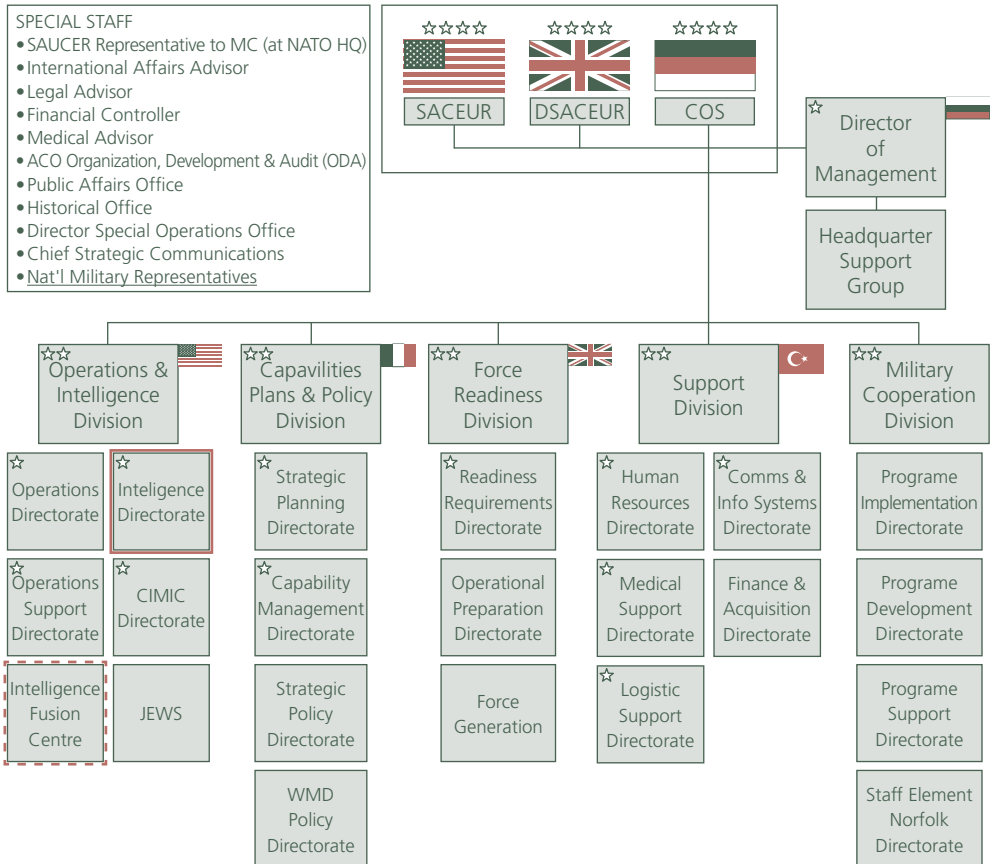 SPECIAL STAFF
•SAUCER Representative to MC (at NATO HQ)
•International Affairs Advisor
•Legal Advisor
•Financial Controller
•Medical Advisor
•ACO Organization, Development & Audit (ODA)
•Public Affairs Office
•Historical Office
•Director Special Operations Office
•Chief Strategic Communications
•Nat'l Military Representatives
SACEUR
DSACEUR
COS
Director
of
Management
Headquarter
Support
Group
Operations &
Intelligence
Division
Capavilities
Plans & Policy
Division
Force
Readiness
Division
Support
Division
Military
Cooperation
Division
Operations
Directorate
Inteligence
Directorate
Operations
Support
Directorate
CIMIC
Directorate
Intelligence
Fusion
Centre
JEWS
Strategic
Planning
Directorate
Capability
Management
Directorate
Strategic
Policy
Directorate
WMD
Policy
Directorate
Readiness
Requirements
Directorate
Operational
Preparation
Directorate
Force
Generation
Human
Resources
Directorate
Comms &
Info Systems
Directorate
Medical
Support
Directorate
Finance &
Acquisition
Directorate
Logistic
Support
Directorate
Programe
Implementation
Directorate
Programe
Development
Directorate
Programe
Support
Directorate
Staff Element
Norfolk
Directorate